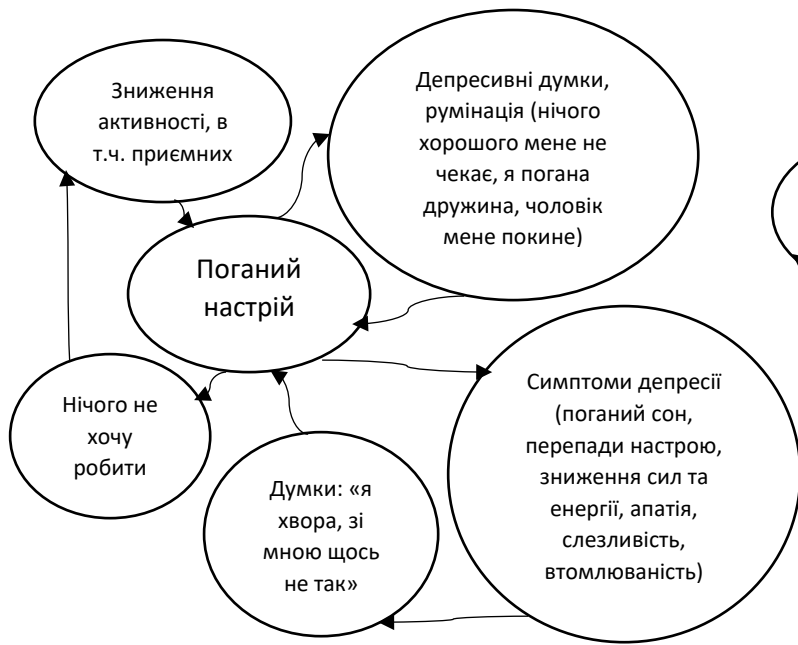 Зниження
активності, в
т.ч. приємних
Депресивні думки,
румінація (нічого
хорошого мене не
чекає, я погана
дружина, чоловік
мене покине)
Поганий
настрій
Нічого не
хочу
робити
Думки: «я
хвора, зі
мною щось
не так»
Симптоми депресії
(поганий сон,
перепади настрою,
зниження сил та
енергії, апатія,
слезливість,
втомлюваність)